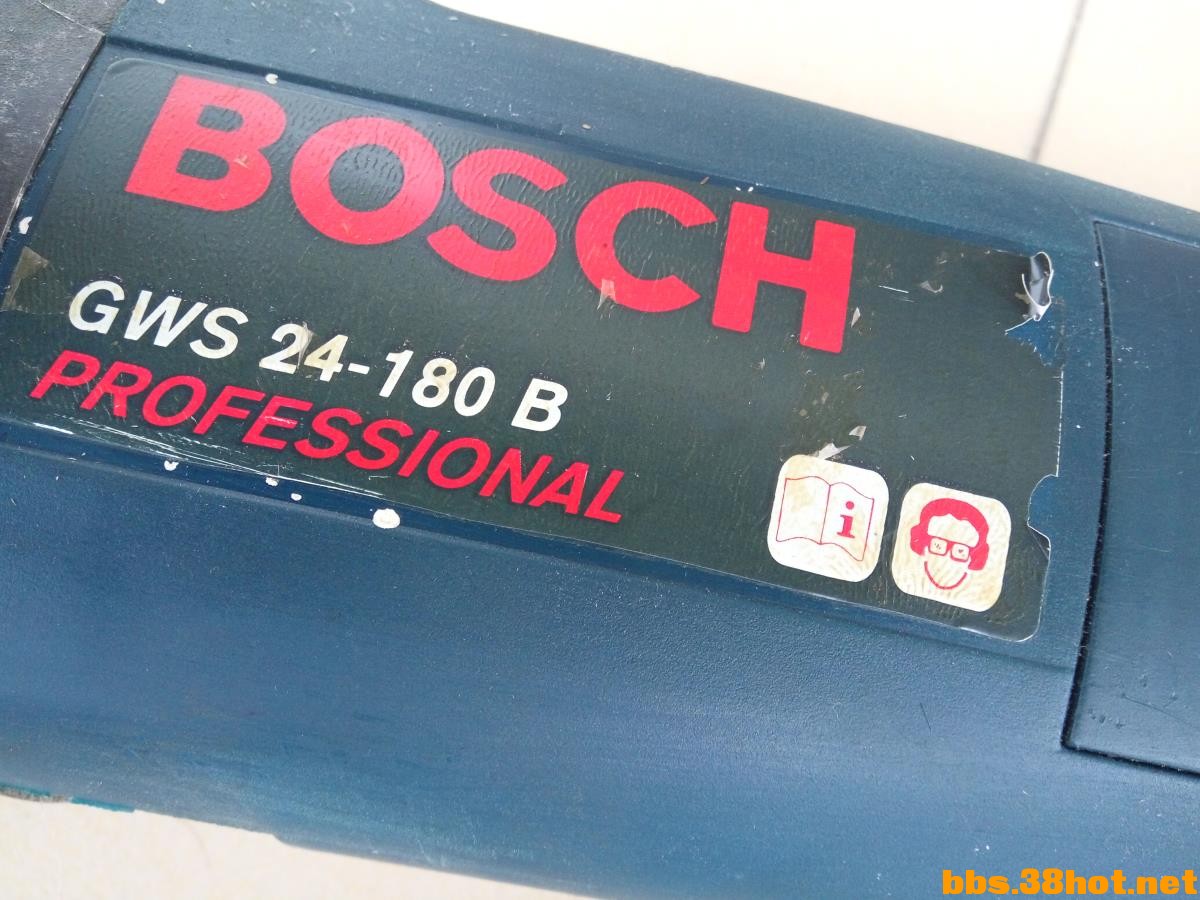 BOSCH
GWS 24-180 B
PROFESSIONAL
i
bbs.38hot.net